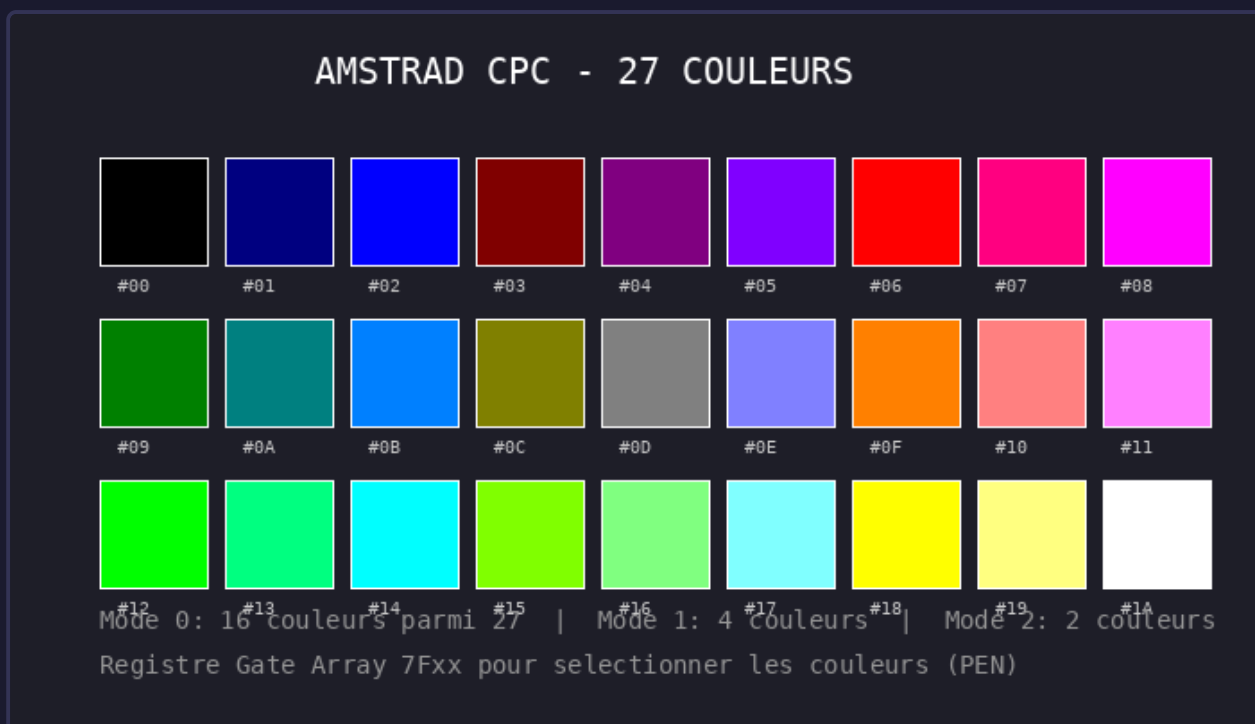 AMSTRAD CPC - 27 COULEURS
#00 #01 #02 #03 #04 #05 #06 #07 #08
#09 #0A #0B #0C #0D #0E #0F #10 #11
#12 #13 #14 #15 #16 #17 #18 #19 #1A
Mode 0: 16 couleurs parmi 27 | Mode 1: 4 couleurs | Mode 2: 2 couleurs
Registre Gate Array 7Fxx pour selectionner les couleurs (PEN)